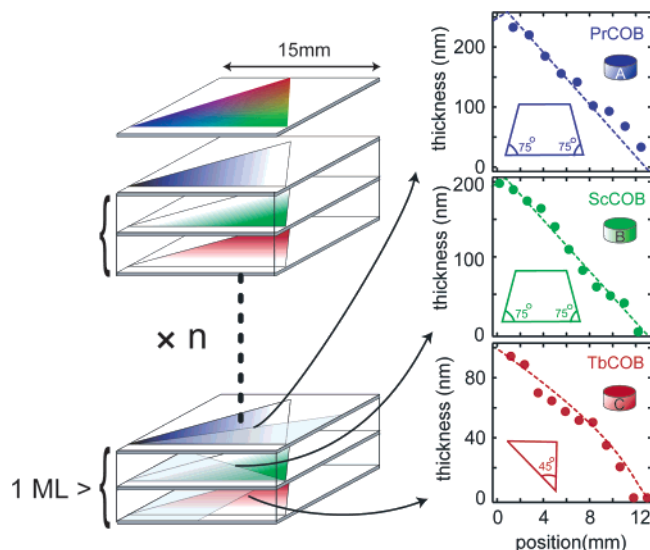 15mm
× n
1 ML >
PrCOB
A
75°
75°
thickness (nm)
200
100
0
ScCOB
B
75°
75°
thickness (nm)
200
100
0
TbCOB
C
45°
thickness (nm)
80
40
0
0 4 8 12
position(mm)